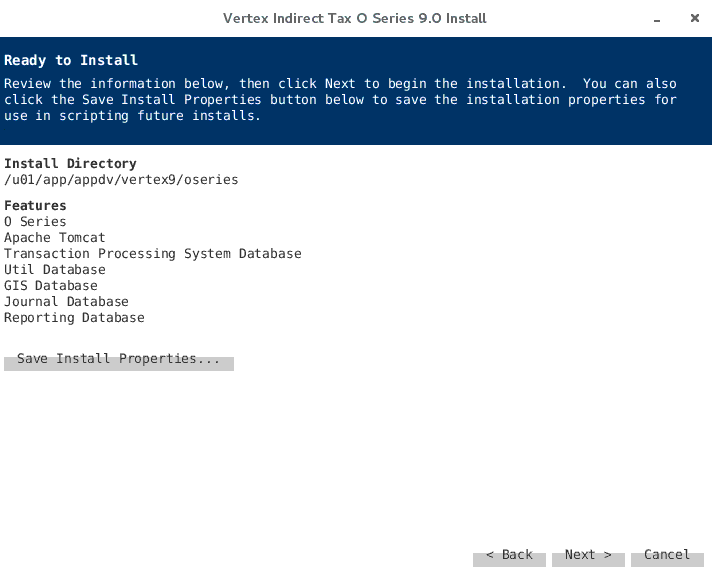 Vertex Indirect Tax O Series 9.0 Install
Ready to Install
Review the information below, then click Next to begin the installation.  You can also
click the Save Install Properties button below to save the installation properties for
use in scripting future installs.
Install Directory
/u01/app/appdv/vertex9/oseries
Features
O Series
Apache Tomcat
Transaction Processing System Database
Util Database
GIS Database
Journal Database
Reporting Database
Save Install Properties...
< Back
Next >
Cancel